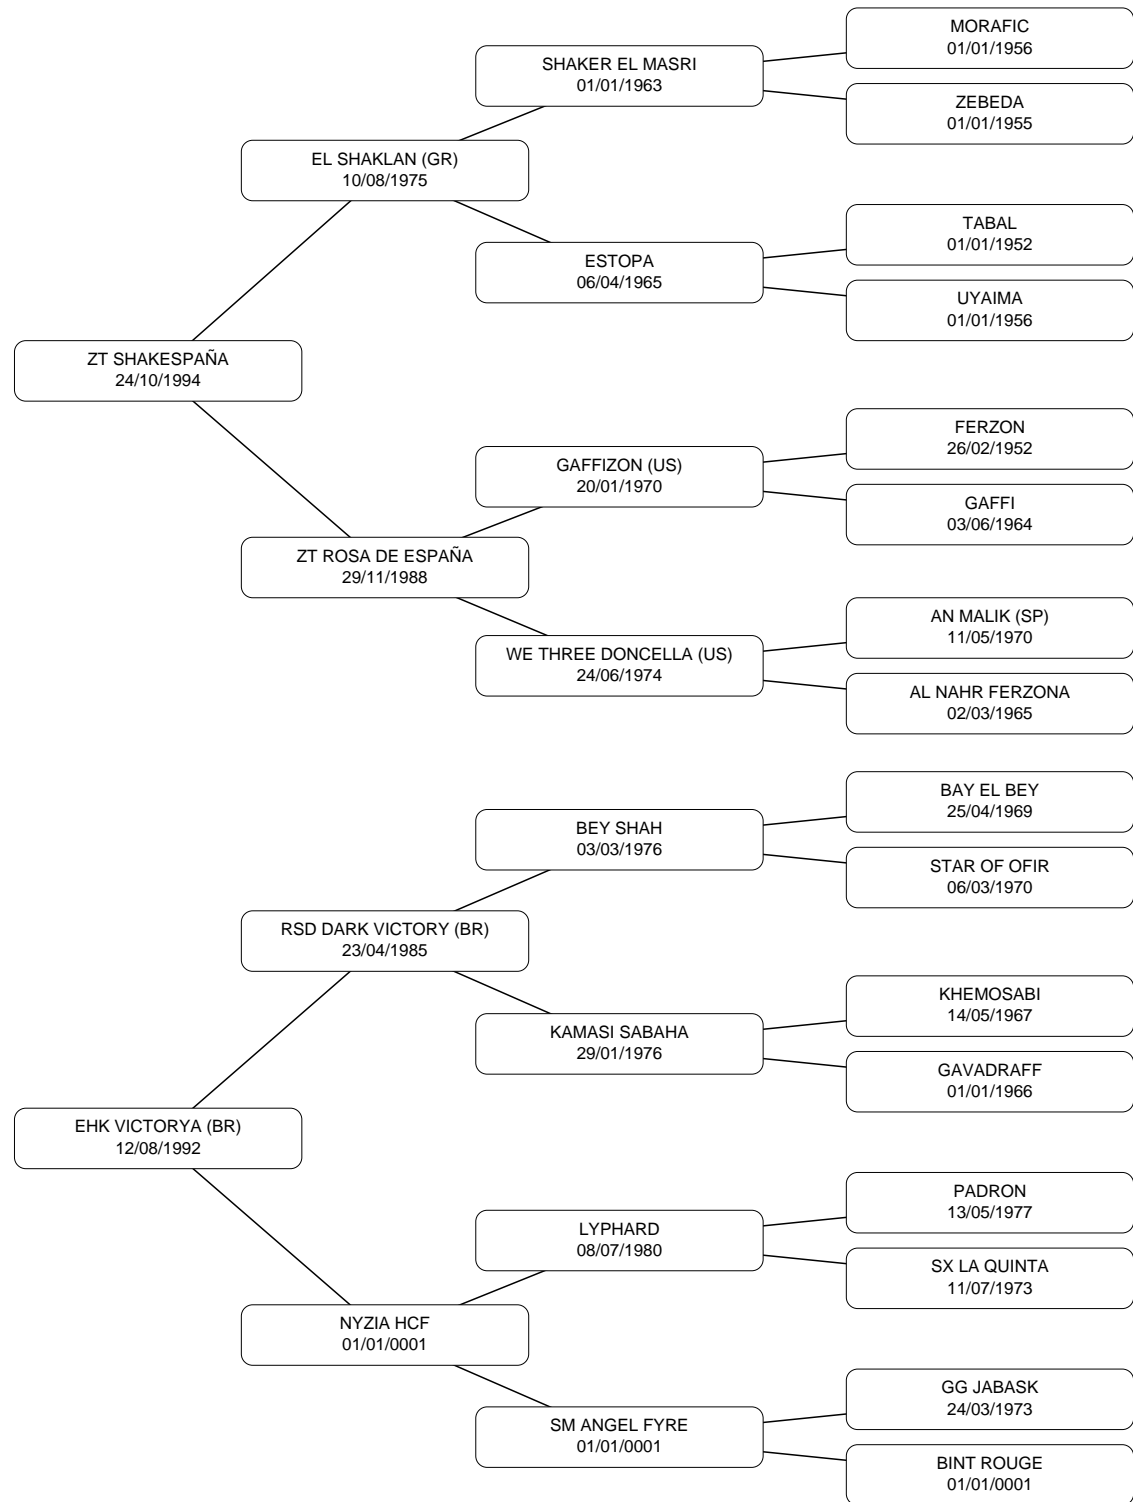 MORAFIC
01/01/1956
SHAKER EL MASRI
01/01/1963
ZEBEDA
01/01/1955
EL SHAKLAN (GR)
10/08/1975
TABAL
01/01/1952
ESTOPA
06/04/1965
UYAIMA
01/01/1956
ZT SHAKESPAÑA
24/10/1994
FERZON
26/02/1952
GAFFIZON (US)
20/01/1970
GAFFI
03/06/1964
ZT ROSA DE ESPAÑA
29/11/1988
AN MALIK (SP)
11/05/1970
WE THREE DONCELLA (US)
24/06/1974
AL NAHR FERZONA
02/03/1965
BAY EL BEY
25/04/1969
BEY SHAH
03/03/1976
STAR OF OFIR
06/03/1970
RSD DARK VICTORY (BR)
23/04/1985
KHEMOSABI
14/05/1967
KAMASI SABAHA
29/01/1976
GAVADRAFF
01/01/1966
EHK VICTORYA (BR)
12/08/1992
PADRON
13/05/1977
LYPHARD
08/07/1980
SX LA QUINTA
11/07/1973
NYZIA HCF
01/01/0001
GG JABASK
24/03/1973
SM ANGEL FYRE
01/01/0001
BINT ROUGE
01/01/0001